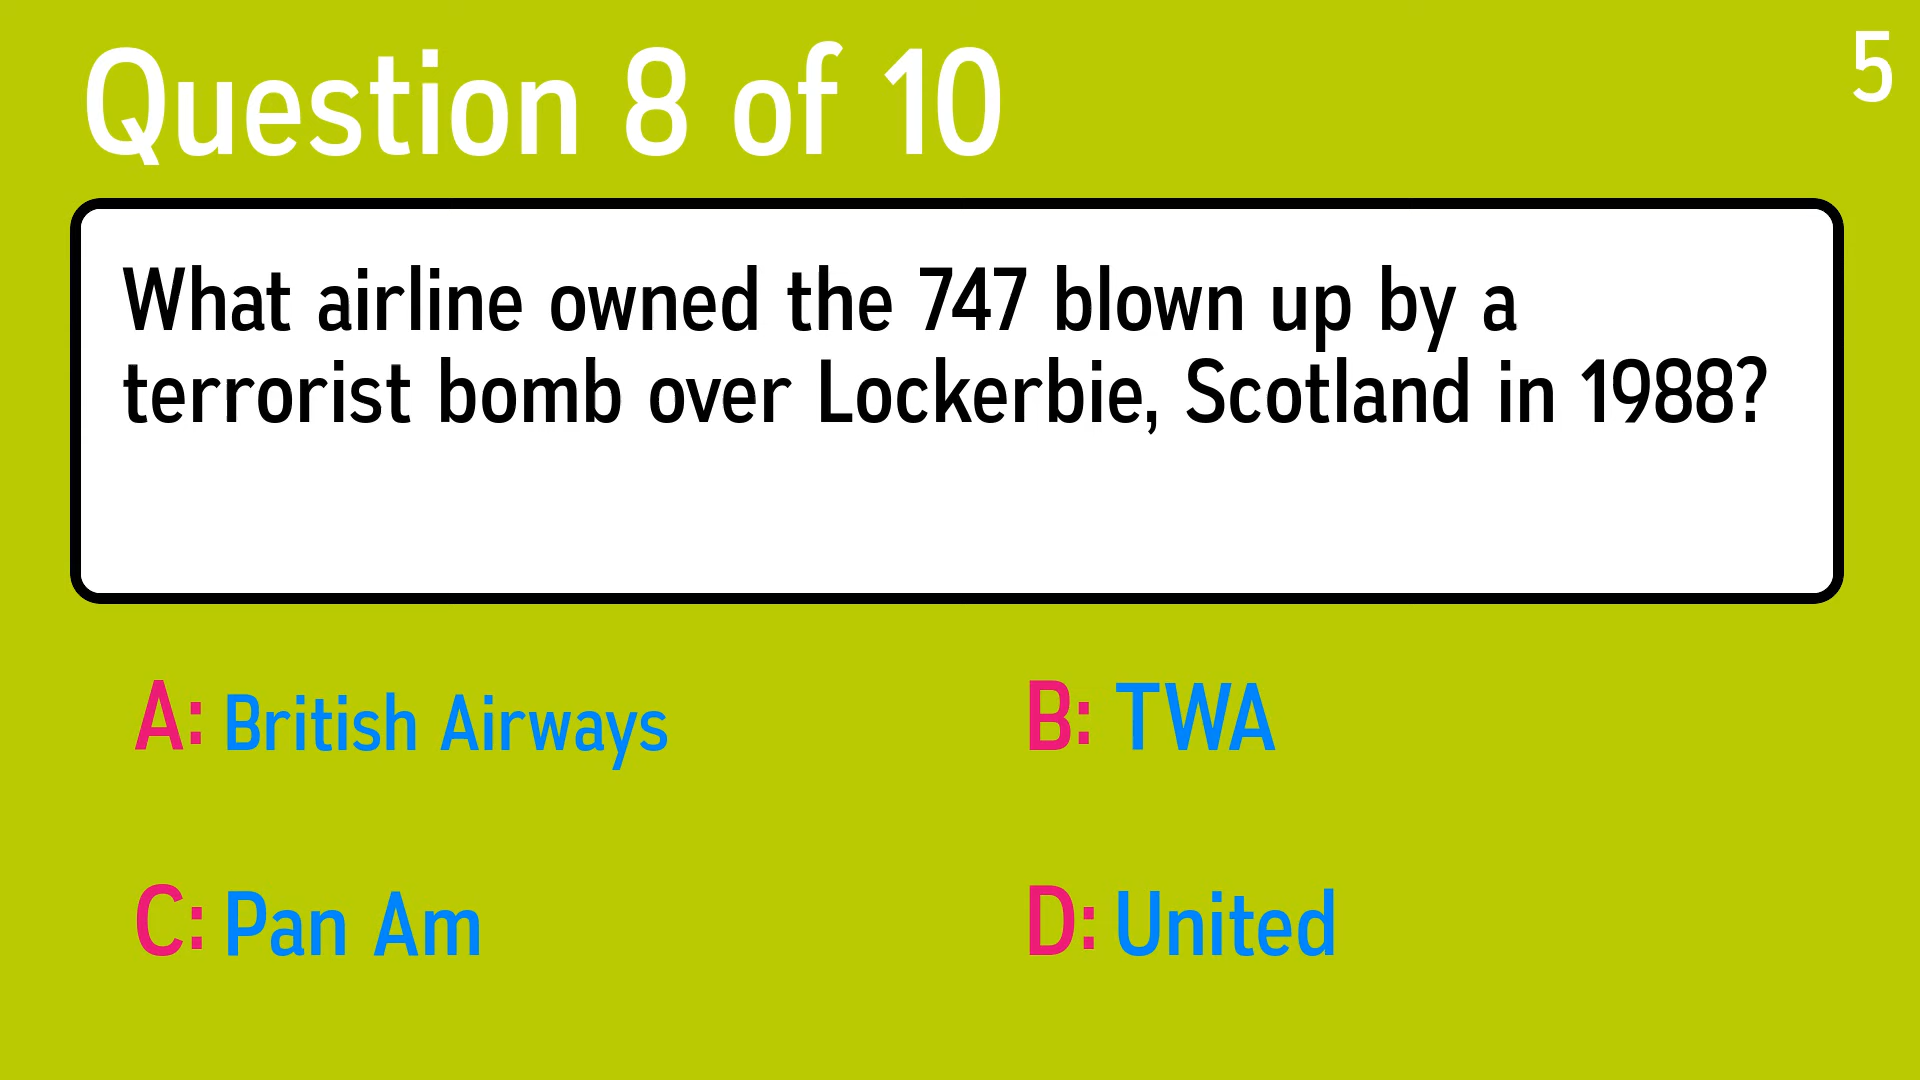 Question 8 of 10
5
What airline owned the 747 blown up by a
terrorist bomb over Lockerbie, Scotland in 1988?
A: British Airways
B: TWA
C: Pan Am
D: United